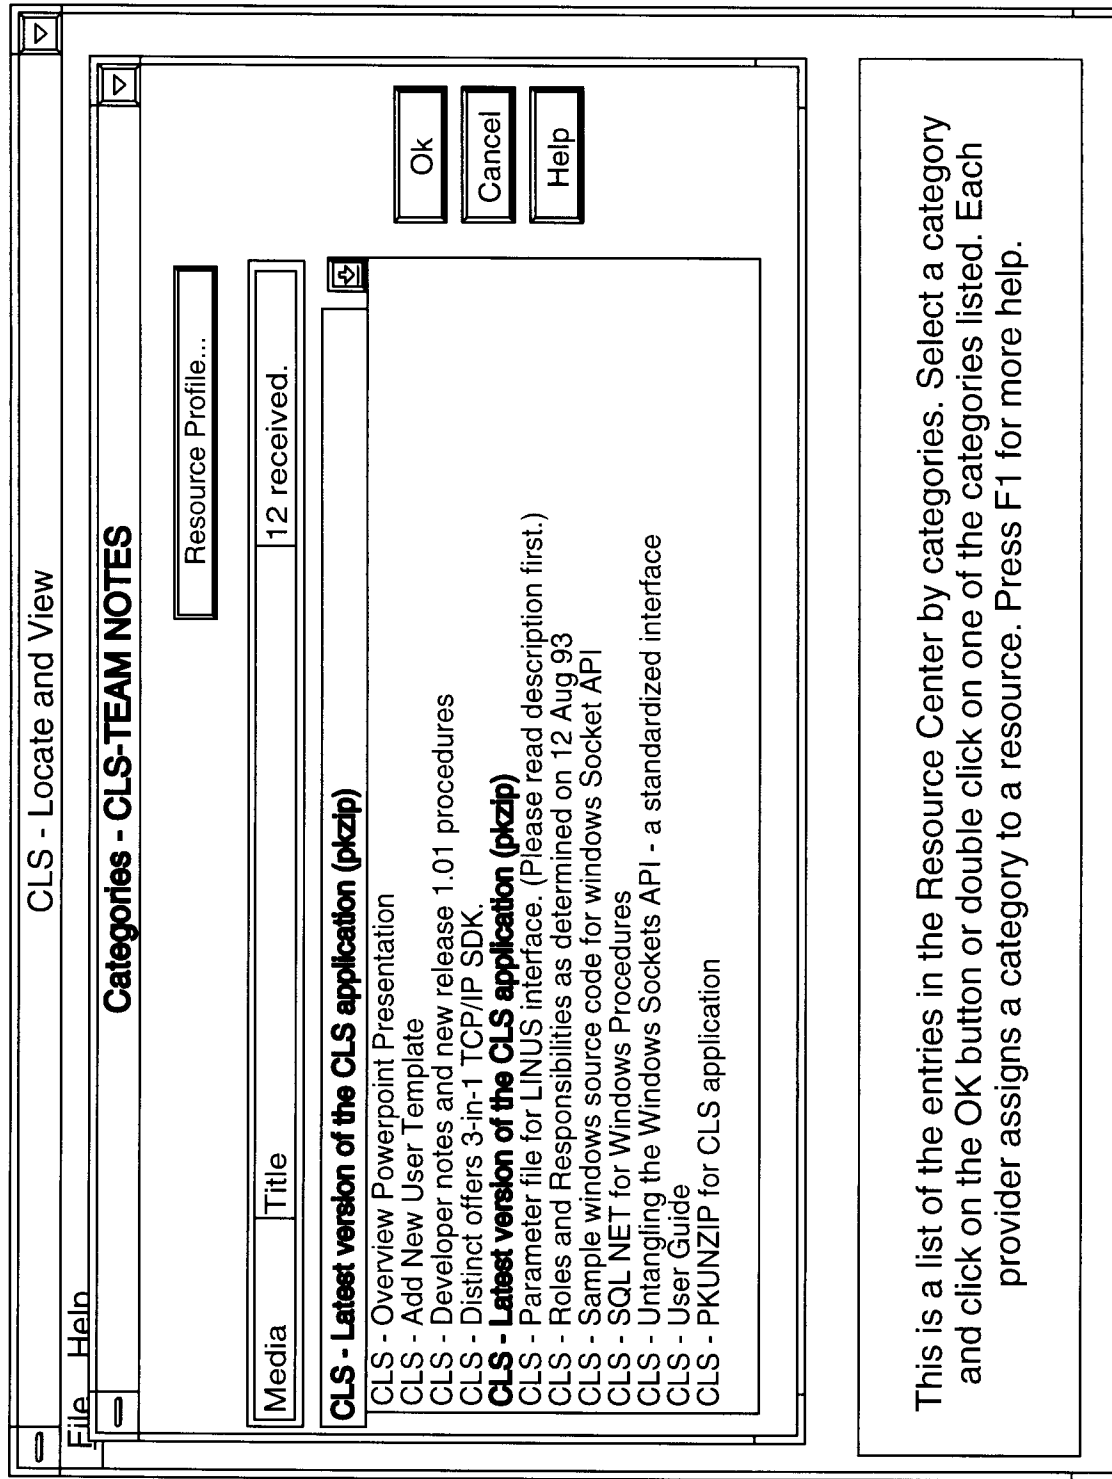 CLS - Locate and View
File Help
Categories - CLS-TEAM NOTES
Resource Profile...
Media Title 12 received.
CLS - Latest version of the CLS application (pkzip)
CLS - Overview Powerpoint Presentation
CLS - Add New User Template
CLS - Developer notes and new release 1.01 procedures
CLS - Distinct offers 3-in-1 TCP/IP SDK.
CLS - Latest version of the CLS application (pkzip)
CLS - Parameter file for LINUS interface. (Please read description first.)
CLS - Roles and Responsibilities as determined on 12 Aug 93
CLS - Sample windows source code for windows Socket API
CLS - SQL NET for Windows Procedures
CLS - Untangling the Windows Sockets API - a standardized interface
CLS - User Guide
CLS - PKUNZIP for CLS application
Ok
Cancel
Help
This is a list of the entries in the Resource Center by categories. Select a category
and click on the OK button or double click on one of the categories listed. Each
provider assigns a category to a resource. Press F1 for more help.